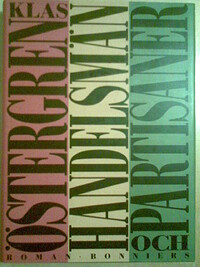 KLAS
ÖSTERGREN
HANDELSMÄN
OCH
PARTISANER
ROMAN · BONNIERS